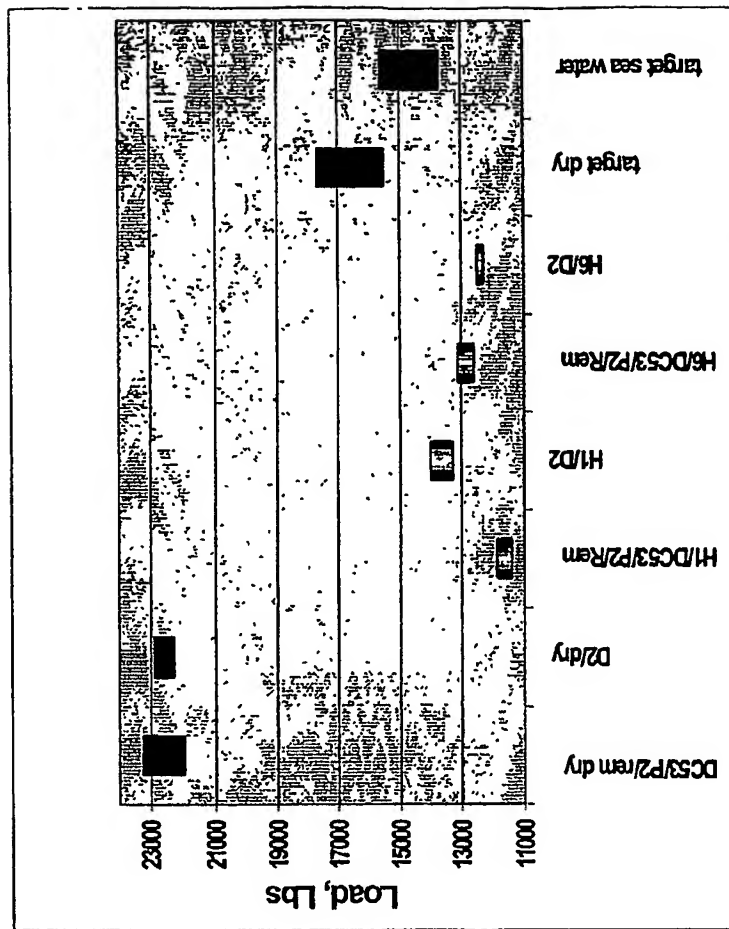 Load, Lbs
23000
21000
19000
17000
15000
13000
11000
DC53/P2/rem dry
D2/dry
H1/DC53/P2/Rem
H1/D2
H6/DC53/P2/Rem
H6/D2
target dry
target sea water